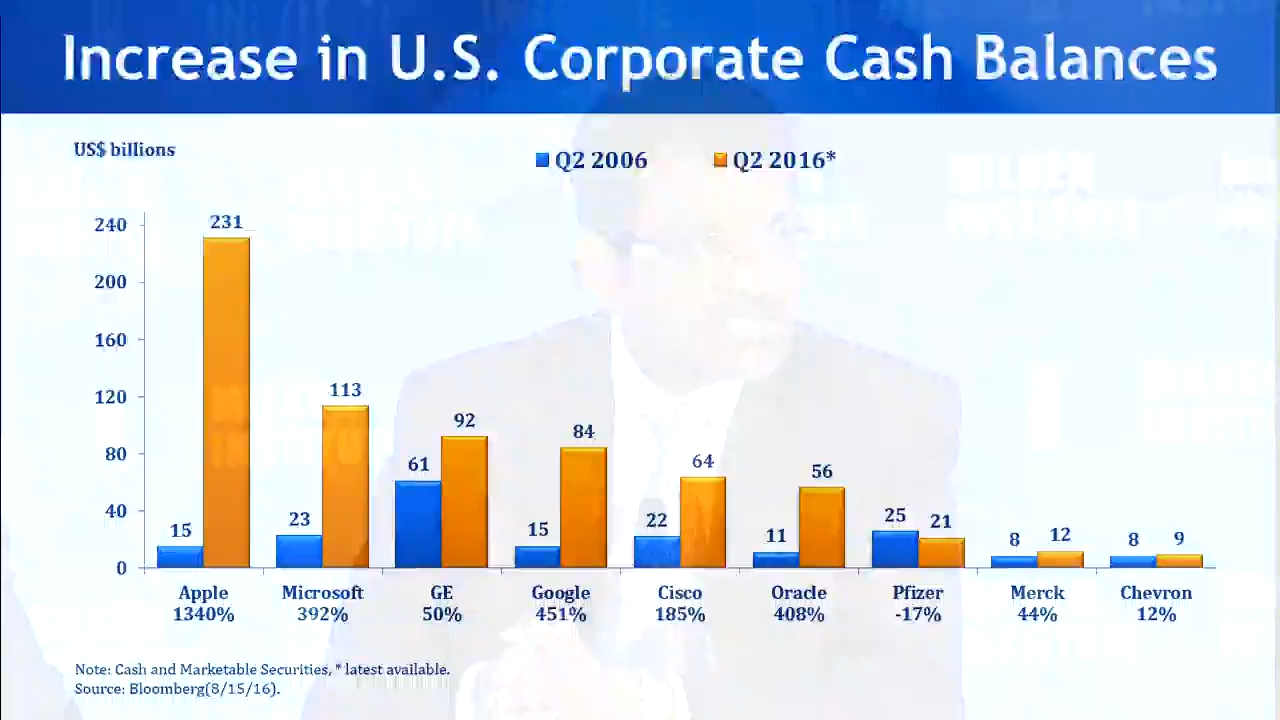 Increase in U.S. Corporate Cash Balances
US$ billions
Q2 2006 Q2 2016*
240
200
160
120
80
40
0
15 231
23 113
61 92
15 84
22 64
11 56
25 21
8 12
8 9
Apple Microsoft GE Google Cisco Oracle Pfizer Merck Chevron
1340% 392% 50% 451% 185% 408% -17% 44% 12%
Note: Cash and Marketable Securities, * latest available.
Source: Bloomberg(8/15/16).